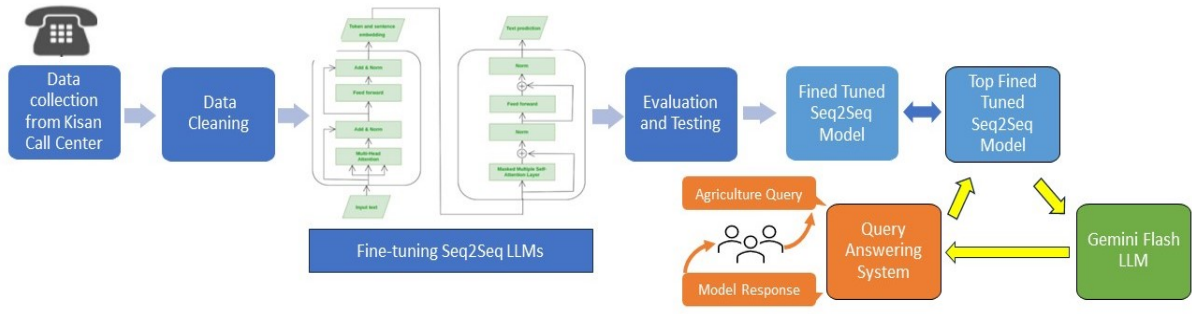 Data
collection
from Kisan
Call Center
Data
Cleaning
Token and sentence
embedding
Add & Norm
Feed forward
Add & Norm
Multi-Head
Attention
Input text
Text prediction
Norm
Feed forward
Norm
Masked Multiple Self
Attention Layer
Fine-tuning Seq2Seq LLMs
Evaluation
and Testing
Fined Tuned
Seq2Seq
Model
Top Fined
Tuned
Seq2Seq
Model
Agriculture Query
Model Response
Query
Answering
System
Gemini Flash
LLM